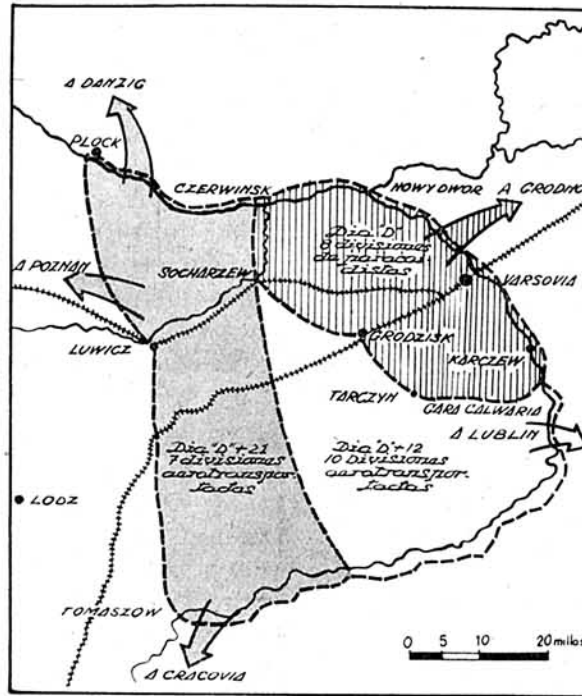 A DANZIG
PLOCK
CZERWINSK
NOWY DWOR
A GRODNO
Dia "D"
8 divisiones
de paracai-
distas
A POZNAN
SOCHARZEW
VARSOVIA
GRODZISK
LUWICZ
KARCZEW
TARCZYN
GARA CALWARIA
A LUBLIN
Dia "D"+21
7 divisiones
aerotranspor-
tadas
Dia "D"+12
10 Divisiones
aerotranspor-
tadas
LODZ
TOMASZOW
A CRACOVIA
0 5 10 20 millas